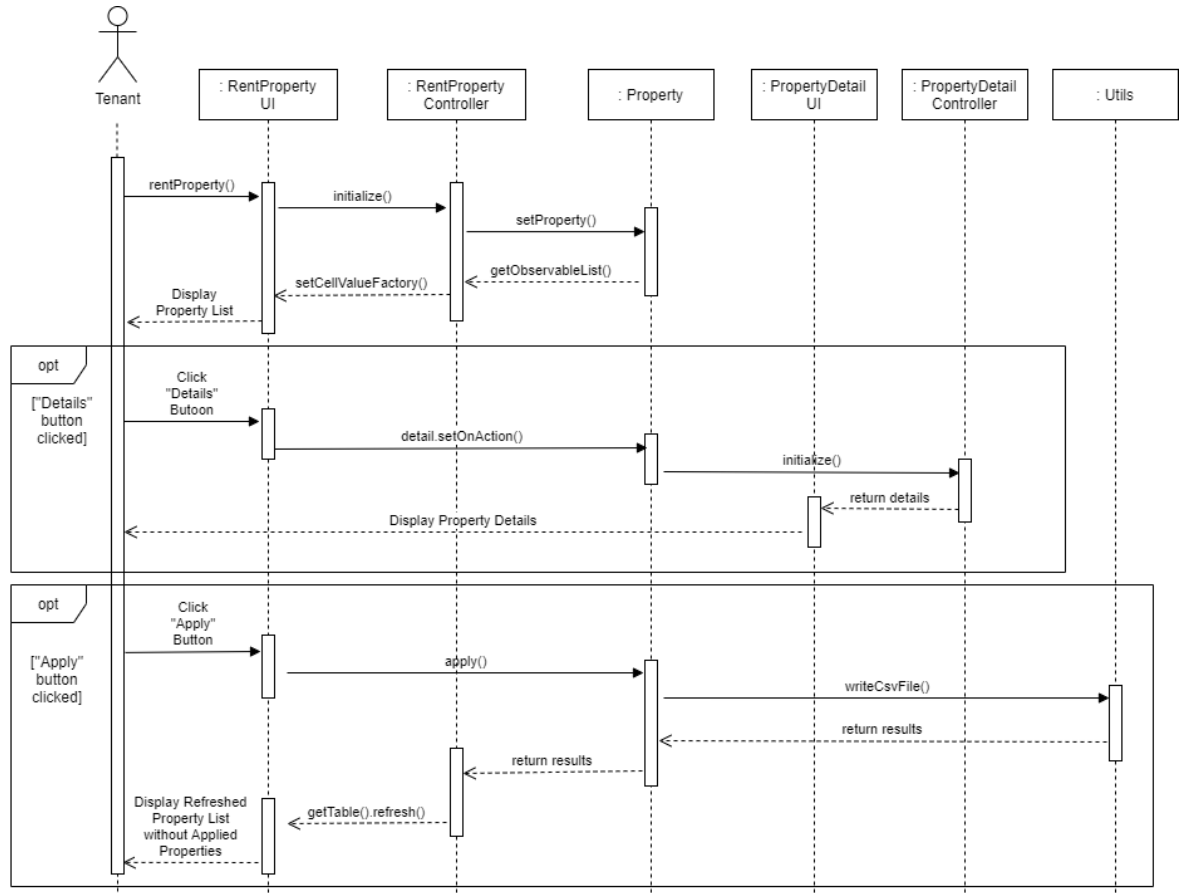 Tenant
: RentProperty
UI
: RentProperty
Controller
: Property
: PropertyDetail
UI
: PropertyDetail
Controller
: Utils
rentProperty()
initialize()
setProperty()
getObservableList()
setCellValueFactory()
Display
Property List
opt
["Details"
button
clicked]
Click
"Details"
Butoon
detail.setOnAction()
initialize()
return details
Display Property Details
opt
["Apply"
button
clicked]
Click
"Apply"
Button
apply()
writeCsvFile()
return results
return results
getTable().refresh()
Display Refreshed
Property List
without Applied
Properties